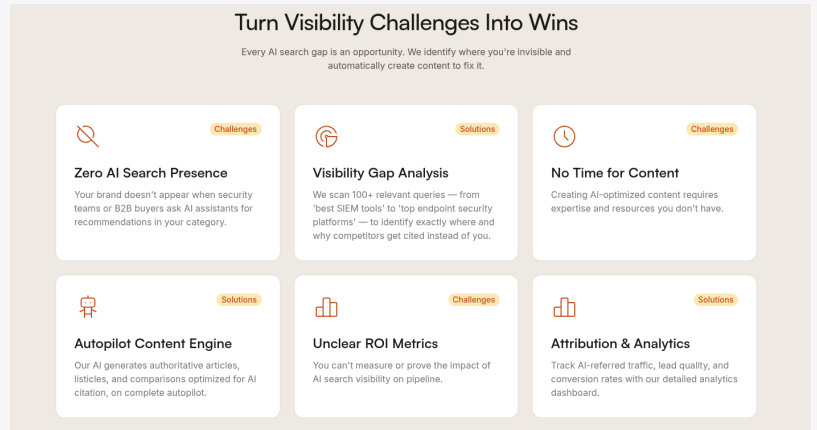 Turn Visibility Challenges Into Wins
Every AI search gap is an opportunity. We identify where you're invisible and
automatically create content to fix it.
Challenges
Zero AI Search Presence
Your brand doesn't appear when security
teams or B2B buyers ask AI assistants for
recommendations in your category.
Solutions
Visibility Gap Analysis
We scan 100+ relevant queries — from
'best SIEM tools' to 'top endpoint security
platforms' — to identify exactly where and
why competitors get cited instead of you.
Challenges
No Time for Content
Creating AI-optimized content requires
expertise and resources you don't have.
Solutions
Autopilot Content Engine
Our AI generates authoritative articles,
listicles, and comparisons optimized for AI
citation, on complete autopilot.
Challenges
Unclear ROI Metrics
You can't measure or prove the impact of
AI search visibility on pipeline.
Solutions
Attribution & Analytics
Track AI-referred traffic, lead quality, and
conversion rates with our detailed analytics
dashboard.